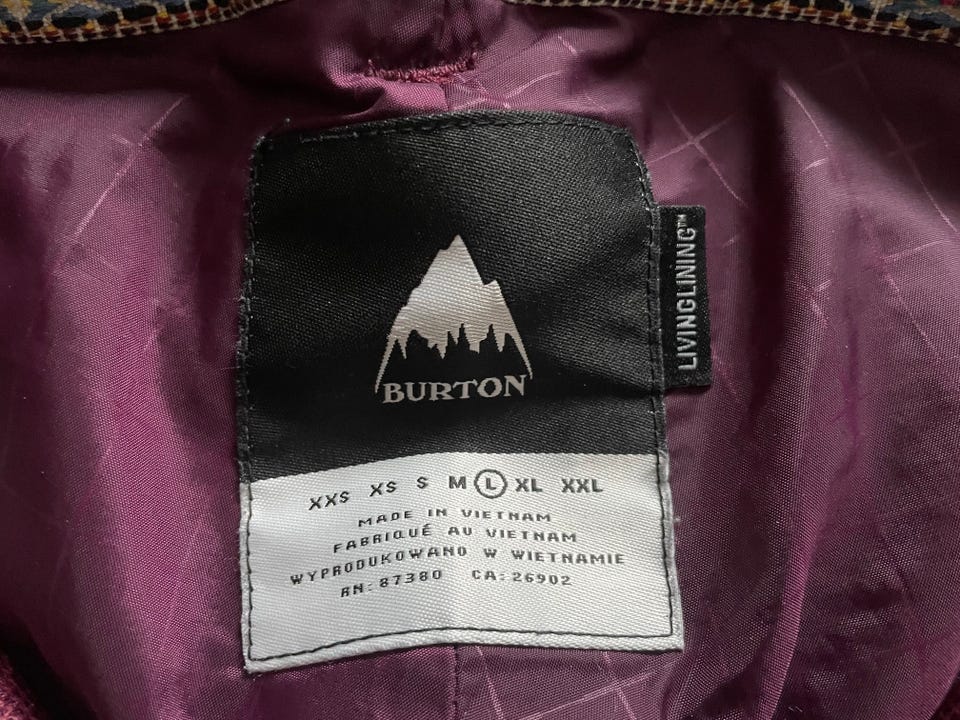 BURTON
LIVINGLINING™
XXS XS S M L XL XXL
MADE IN VIETNAM
FABRIQUÉ AU VIETNAM
WYPRODUKOWANO W WIETNAMIE
RN: 87380 CA: 26902